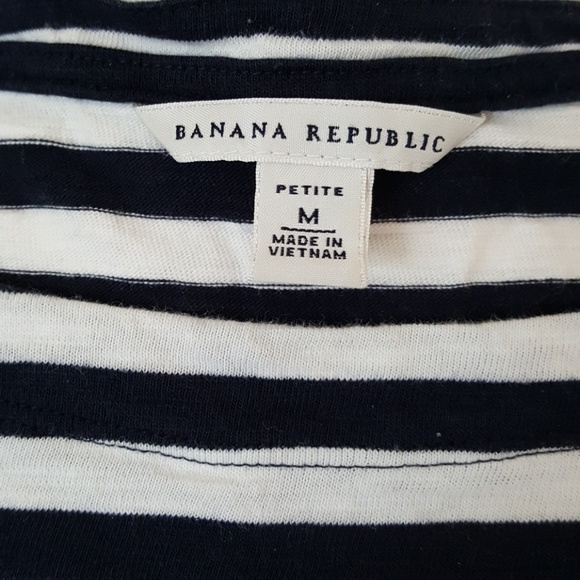 BANANA REPUBLIC
PETITE
M
MADE IN
VIETNAM